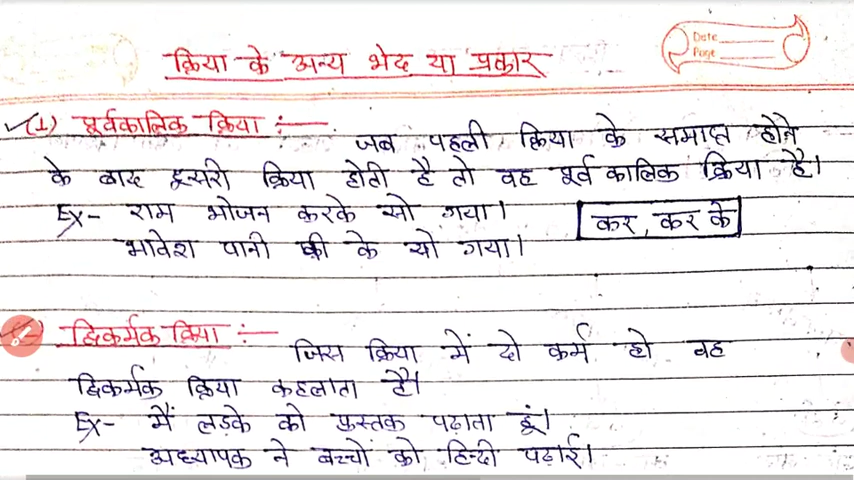 Date
Page
क्रिया के अन्य भेद या प्रकार
(1) पूर्वकालिक क्रिया :—
जब पहली क्रिया के समाप्त होने
के बाद दूसरी क्रिया होती है तो वह पूर्व कालिक क्रिया है।
Ex- राम भोजन करके सो गया।
कर, कर के
भावेश पानी पी के सो गया।
द्विकर्मक क्रिया :—
जिस क्रिया में दो कर्म हो वह
द्विकर्मक क्रिया कहलाता है।
Ex- मैं लड़के को पुस्तक पढ़ाता हूं।
अध्यापक ने बच्चों को हिन्दी पढ़ाई।